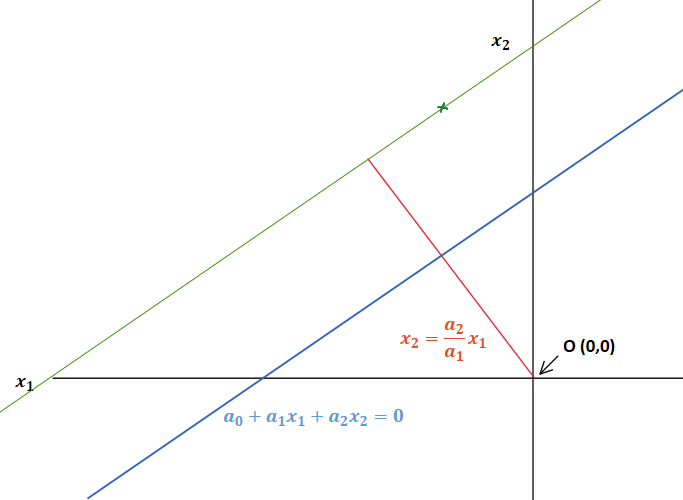 x₂
x₂ = a₂/a₁ x₁
O (0,0)
x₁
a₀ + a₁x₁ + a₂x₂ = 0